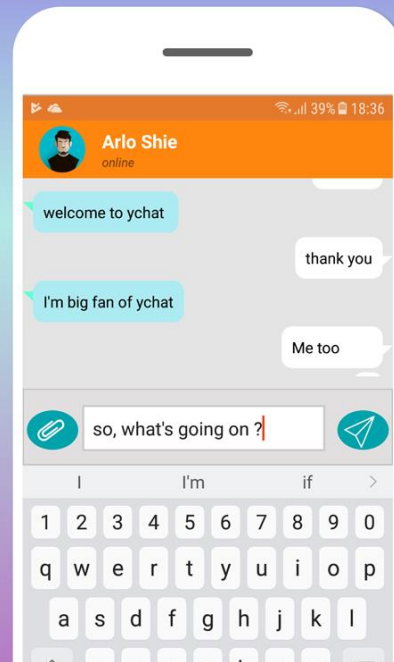 39% 18:36
Arlo Shie
online
welcome to ychat
thank you
I'm big fan of ychat
Me too
so, what's going on ?
I I'm if
1 2 3 4 5 6 7 8 9 0
q w e r t y u i o p
a s d f g h j k l